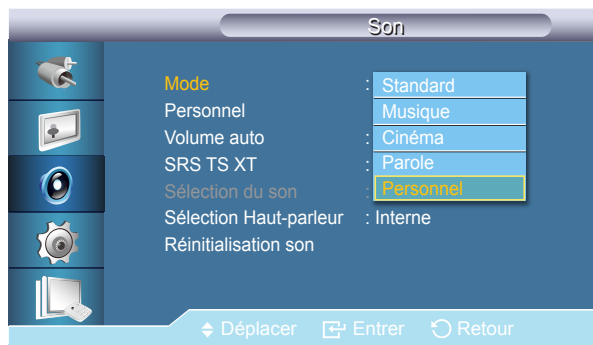 Son
Mode : Standard
Personnel Musique
Volume auto : Cinéma
SRS TS XT : Parole
Sélection du son : Personnel
Sélection Haut-parleur : Interne
Réinitialisation son
Déplacer Entrer Retour